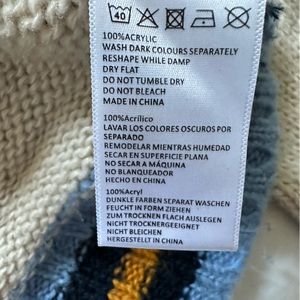 40
100%ACRYLIC
WASH DARK COLOURS SEPARATELY
RESHAPE WHILE DAMP
DRY FLAT
DO NOT TUMBLE DRY
DO NOT BLEACH
MADE IN CHINA
100%Acrílico
LAVAR LOS COLORES OSCUROS POR
SEPARADO
REMODELAR MIENTRAS HUMEDAD
SECAR EN SUPERFICIE PLANA
NO SECAR A MÁQUINA
NO BLANQUEADOR
HECHO EN CHINA
100%Acryl
DUNKLE FARBEN SEPARAT WASCHEN
FEUCHT IN FORM ZIEHEN
ZUM TROCKNEN FLACH AUSLEGEN
NICHT TROCKNERGEEIGNET
NICHT BLEICHEN
HERGESTELLT IN CHINA